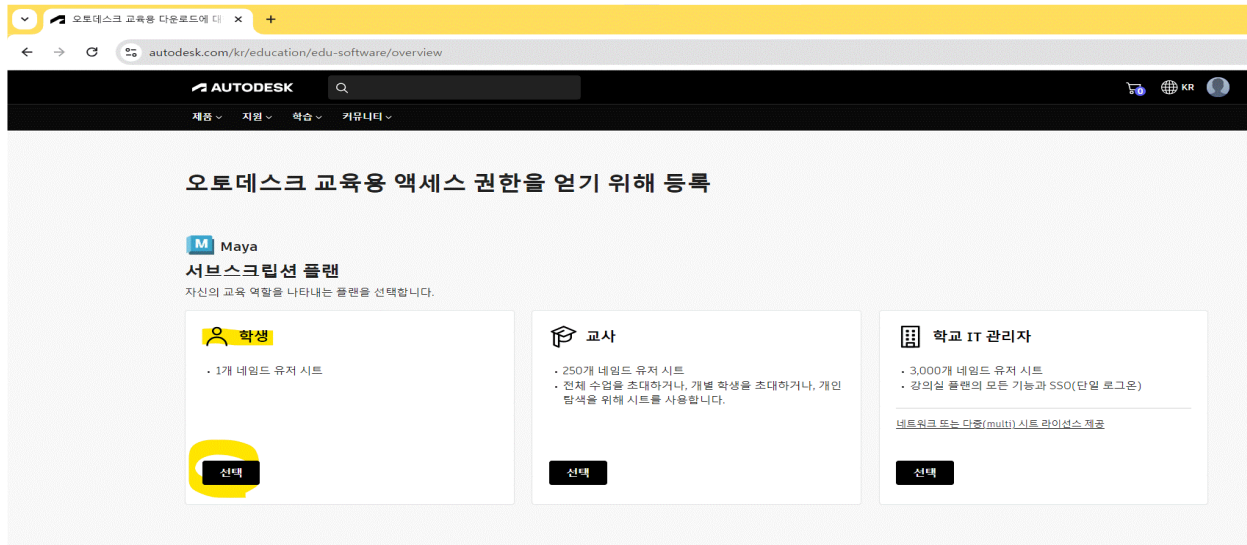 오토데스크 교육용 다운로드에 대
autodesk.com/kr/education/edu-software/overview
AUTODESK
0
KR
제품
지원
학습
커뮤니티
오토데스크 교육용 액세스 권한을 얻기 위해 등록
M Maya
서브스크립션 플랜
자신의 교육 역할을 나타내는 플랜을 선택합니다.
학생
· 1개 네임드 유저 시트
선택
교사
· 250개 네임드 유저 시트
· 전체 수업을 초대하거나, 개별 학생을 초대하거나, 개인
탐색을 위해 시트를 사용합니다.
선택
학교 IT 관리자
· 3,000개 네임드 유저 시트
· 강의실 플랜의 모든 기능과 SSO(단일 로그온)
네트워크 또는 다중(multi) 시트 라이선스 제공
선택